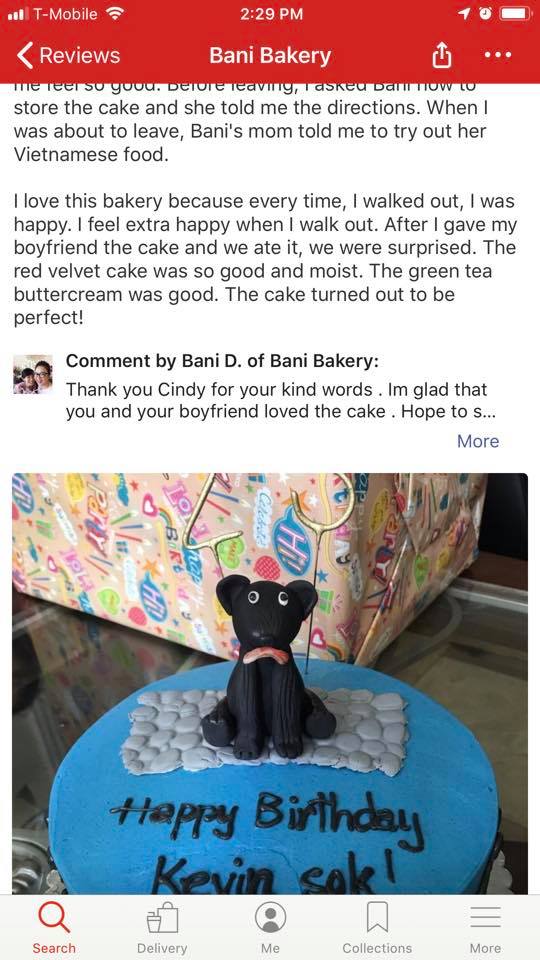 T-Mobile 2:29 PM
Reviews Bani Bakery
me feel so good. Before leaving, I asked Bani how to
store the cake and she told me the directions. When I
was about to leave, Bani's mom told me to try out her
Vietnamese food.
I love this bakery because every time, I walked out, I was
happy. I feel extra happy when I walk out. After I gave my
boyfriend the cake and we ate it, we were surprised. The
red velvet cake was so good and moist. The green tea
buttercream was good. The cake turned out to be
perfect!
Comment by Bani D. of Bani Bakery:
Thank you Cindy for your kind words . Im glad that
you and your boyfriend loved the cake . Hope to s...
More
Happy Birthday
Kevin sok!
Search Delivery Me Collections More